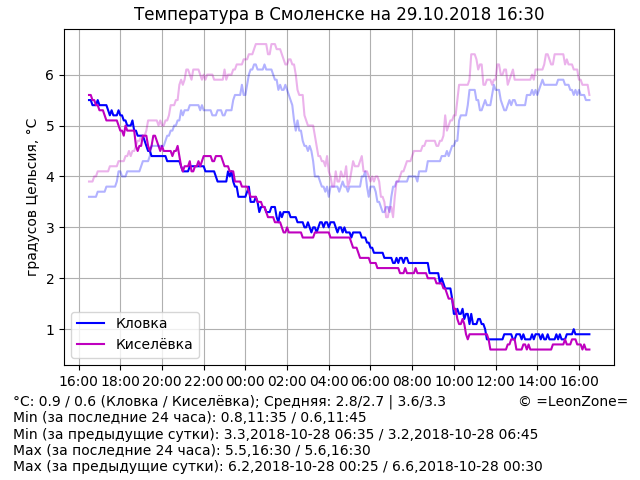 Температура в Смоленске на 29.10.2018 16:30
градусов Цельсия, °C
6
5
4
3
2
1
Кловка
Киселёвка
16:00 18:00 20:00 22:00 00:00 02:00 04:00 06:00 08:00 10:00 12:00 14:00 16:00
°C: 0.9 / 0.6 (Кловка / Киселёвка); Средняя: 2.8/2.7 | 3.6/3.3 © =LeonZone=
Min (за последние 24 часа): 0.8,11:35 / 0.6,11:45
Min (за предыдущие сутки): 3.3,2018-10-28 06:35 / 3.2,2018-10-28 06:45
Max (за последние 24 часа): 5.5,16:30 / 5.6,16:30
Max (за предыдущие сутки): 6.2,2018-10-28 00:25 / 6.6,2018-10-28 00:30